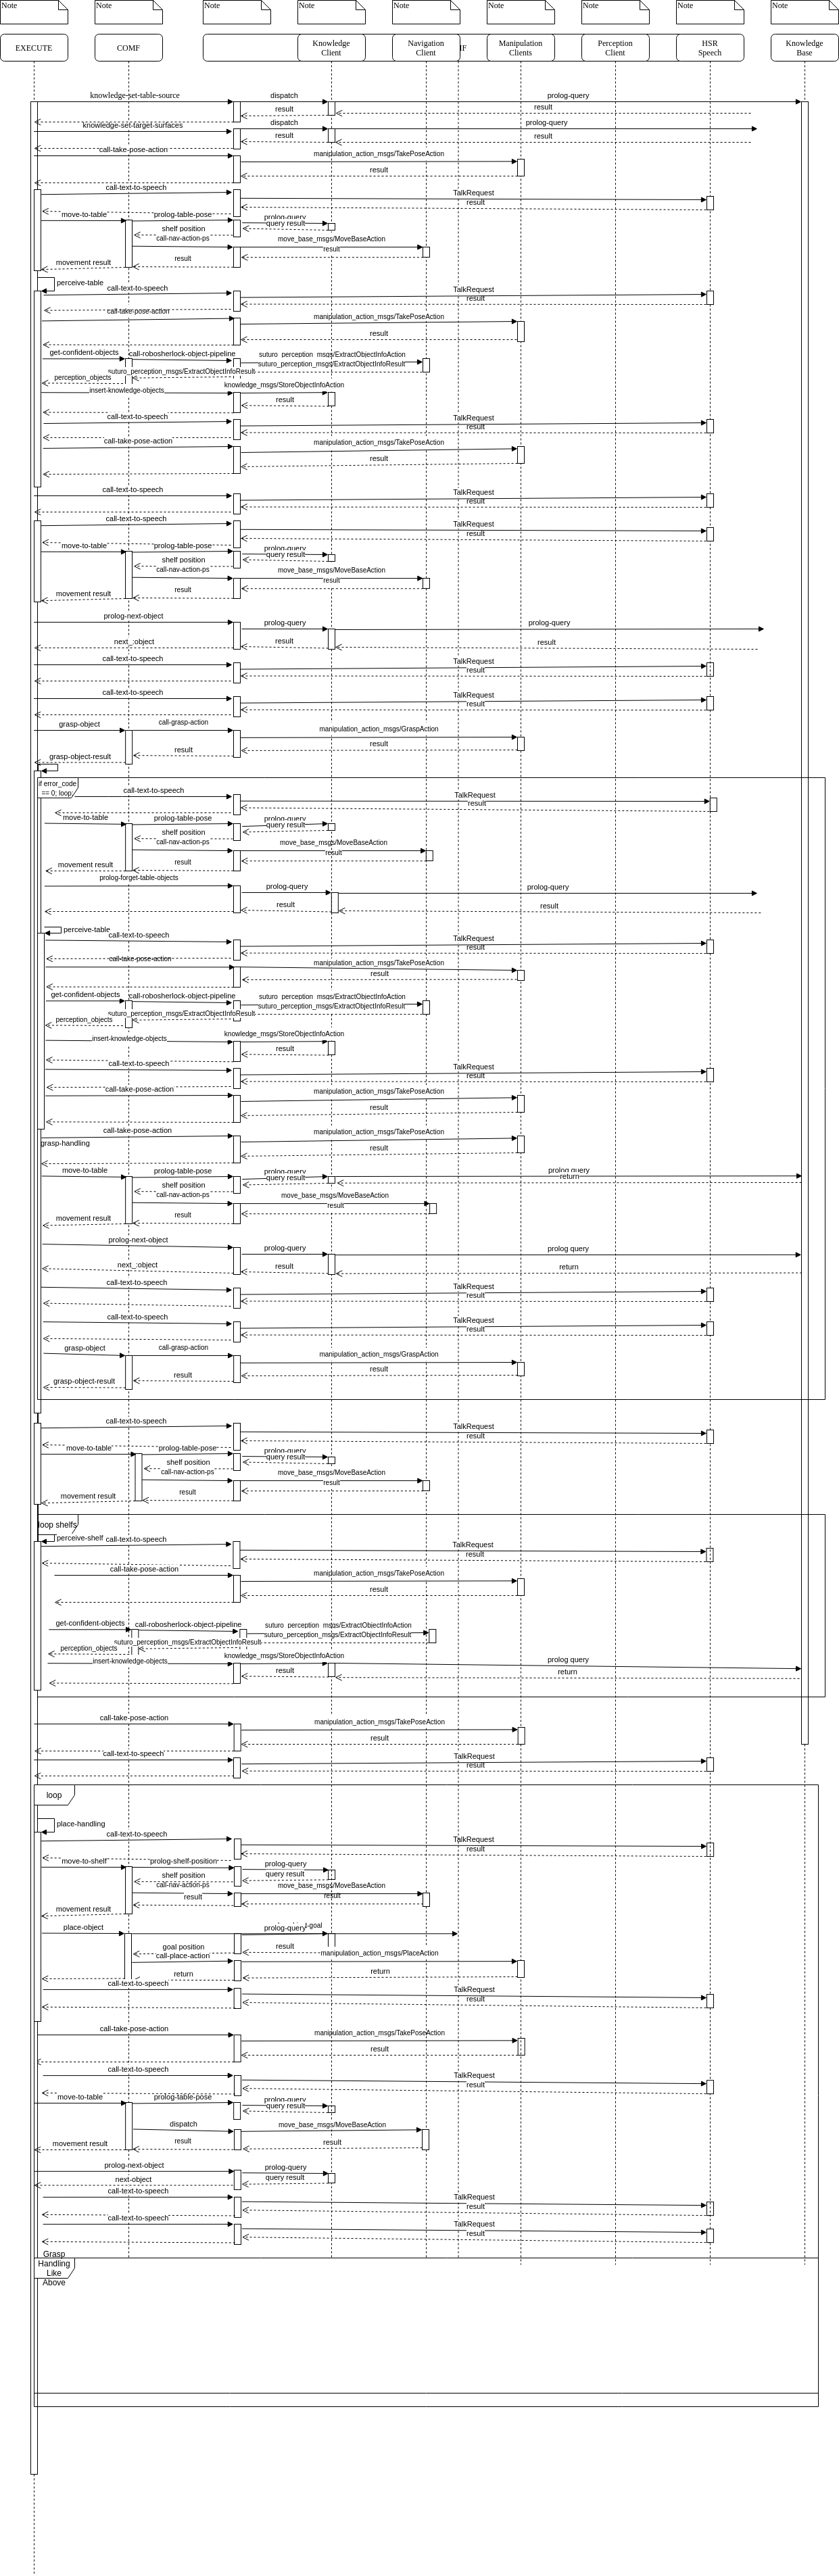 Note Note Note Note Note Note Note Note Note
EXECUTE COMF Knowledge Client Navigation Client IF Manipulation Clients Perception Client HSR Speech Knowledge Base
knowledge-set-table-source dispatch prolog-query
result result
knowledge-set-target-surfaces dispatch prolog-query
result result
call-take-pose-action manipulation_action_msgs/TakePoseAction
result
call-text-to-speech TalkRequest
result
move-to-table prolog-table-pose prolog-query
query result
shelf position
call-nav-action-ps move_base_msgs/MoveBaseAction
result
movement result result
perceive-table
call-text-to-speech TalkRequest
result
call-take-pose-action manipulation_action_msgs/TakePoseAction
result
get-confident-objects call-robosherlock-object-pipeline suturo_perception_msgs/ExtractObjectInfoAction
suturo_perception_msgs/ExtractObjectInfoResult
suturo_perception_msgs/ExtractObjectInfoResult
perception_objects
insert-knowledge-objects knowledge_msgs/StoreObjectInfoAction
result
call-text-to-speech TalkRequest
result
call-take-pose-action manipulation_action_msgs/TakePoseAction
result
call-text-to-speech TalkRequest
result
call-text-to-speech TalkRequest
result
move-to-table prolog-table-pose prolog-query
query result
shelf position
call-nav-action-ps move_base_msgs/MoveBaseAction
result
movement result result
prolog-next-object prolog-query prolog-query
next_:object result result
call-text-to-speech TalkRequest
result
call-text-to-speech TalkRequest
result
grasp-object call-grasp-action manipulation_action_msgs/GraspAction
result result
grasp-object-result
if error_code
== 0; loop
call-text-to-speech TalkRequest
result
move-to-table prolog-table-pose prolog-query
query result
shelf position
call-nav-action-ps move_base_msgs/MoveBaseAction
result
movement result result
prolog-forget-table-objects prolog-query prolog-query
result result
perceive-table
call-text-to-speech TalkRequest
result
call-take-pose-action manipulation_action_msgs/TakePoseAction
result
get-confident-objects call-robosherlock-object-pipeline suturo_perception_msgs/ExtractObjectInfoAction
suturo_perception_msgs/ExtractObjectInfoResult
suturo_perception_msgs/ExtractObjectInfoResult
perception_objects
insert-knowledge-objects knowledge_msgs/StoreObjectInfoAction
result
call-text-to-speech TalkRequest
result
call-take-pose-action manipulation_action_msgs/TakePoseAction
result
call-take-pose-action manipulation_action_msgs/TakePoseAction
grasp-handling result
move-to-table prolog-table-pose prolog-query prolog query
query result return
shelf position
call-nav-action-ps move_base_msgs/MoveBaseAction
result
movement result result
prolog-next-object prolog-query prolog query
next_:object result return
call-text-to-speech TalkRequest
result
call-text-to-speech TalkRequest
result
grasp-object call-grasp-action manipulation_action_msgs/GraspAction
result result
grasp-object-result
call-text-to-speech TalkRequest
result
move-to-table prolog-table-pose prolog-query
query result
shelf position
call-nav-action-ps move_base_msgs/MoveBaseAction
result
movement result result
loop shelfs
perceive-shelf call-text-to-speech TalkRequest
result
call-take-pose-action manipulation_action_msgs/TakePoseAction
result
get-confident-objects call-robosherlock-object-pipeline suturo_perception_msgs/ExtractObjectInfoAction
suturo_perception_msgs/ExtractObjectInfoResult
suturo_perception_msgs/ExtractObjectInfoResult
perception_objects
insert-knowledge-objects knowledge_msgs/StoreObjectInfoAction prolog query
result return
call-take-pose-action manipulation_action_msgs/TakePoseAction
result
call-text-to-speech TalkRequest
result
loop
place-handling
call-text-to-speech TalkRequest
result
move-to-shelf prolog-shelf-position prolog-query
query result
shelf position
call-nav-action-ps move_base_msgs/MoveBaseAction
result result
movement result
place-object prolog-query t-goal
goal position result
call-place-action manipulation_action_msgs/PlaceAction
return return
call-text-to-speech TalkRequest
result
call-take-pose-action manipulation_action_msgs/TakePoseAction
result
call-text-to-speech TalkRequest
result
move-to-table prolog-table-pose prolog-query
query result
dispatch move_base_msgs/MoveBaseAction
movement result result result
prolog-next-object prolog-query
next-object query result
call-text-to-speech TalkRequest
result
call-text-to-speech TalkRequest
result
Grasp
Handling
Like
Above